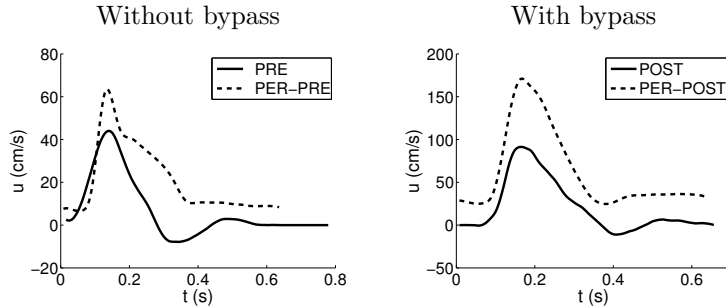 Without bypass
80
60
40
20
0
−20
0
0.2
0.4
0.6
0.8
u (cm/s)
t (s)
PRE
PER−PRE
With bypass
200
150
100
50
0
−50
0
0.2
0.4
0.6
u (cm/s)
t (s)
POST
PER−POST